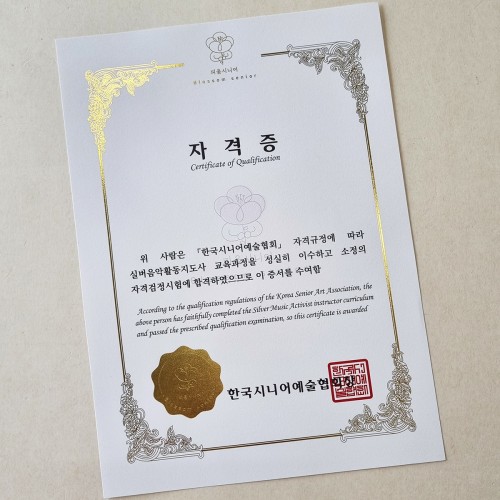 피움시니어
Blossom senior
자격증
Certificate of Qualification
위 사람은 「한국시니어예술협회」 자격규정에 따라
실버음악활동지도사 교육과정을 성실히 이수하고 소정의
자격검정시험에 합격하였으므로 이 증서를 수여함
According to the qualification regulations of the Korea Senior Art Association, the
above person has faithfully completed the Silver Music Activist instructor curriculum
and passed the prescribed qualification examination, so this certificate is awarded
한국시니어예술협회장